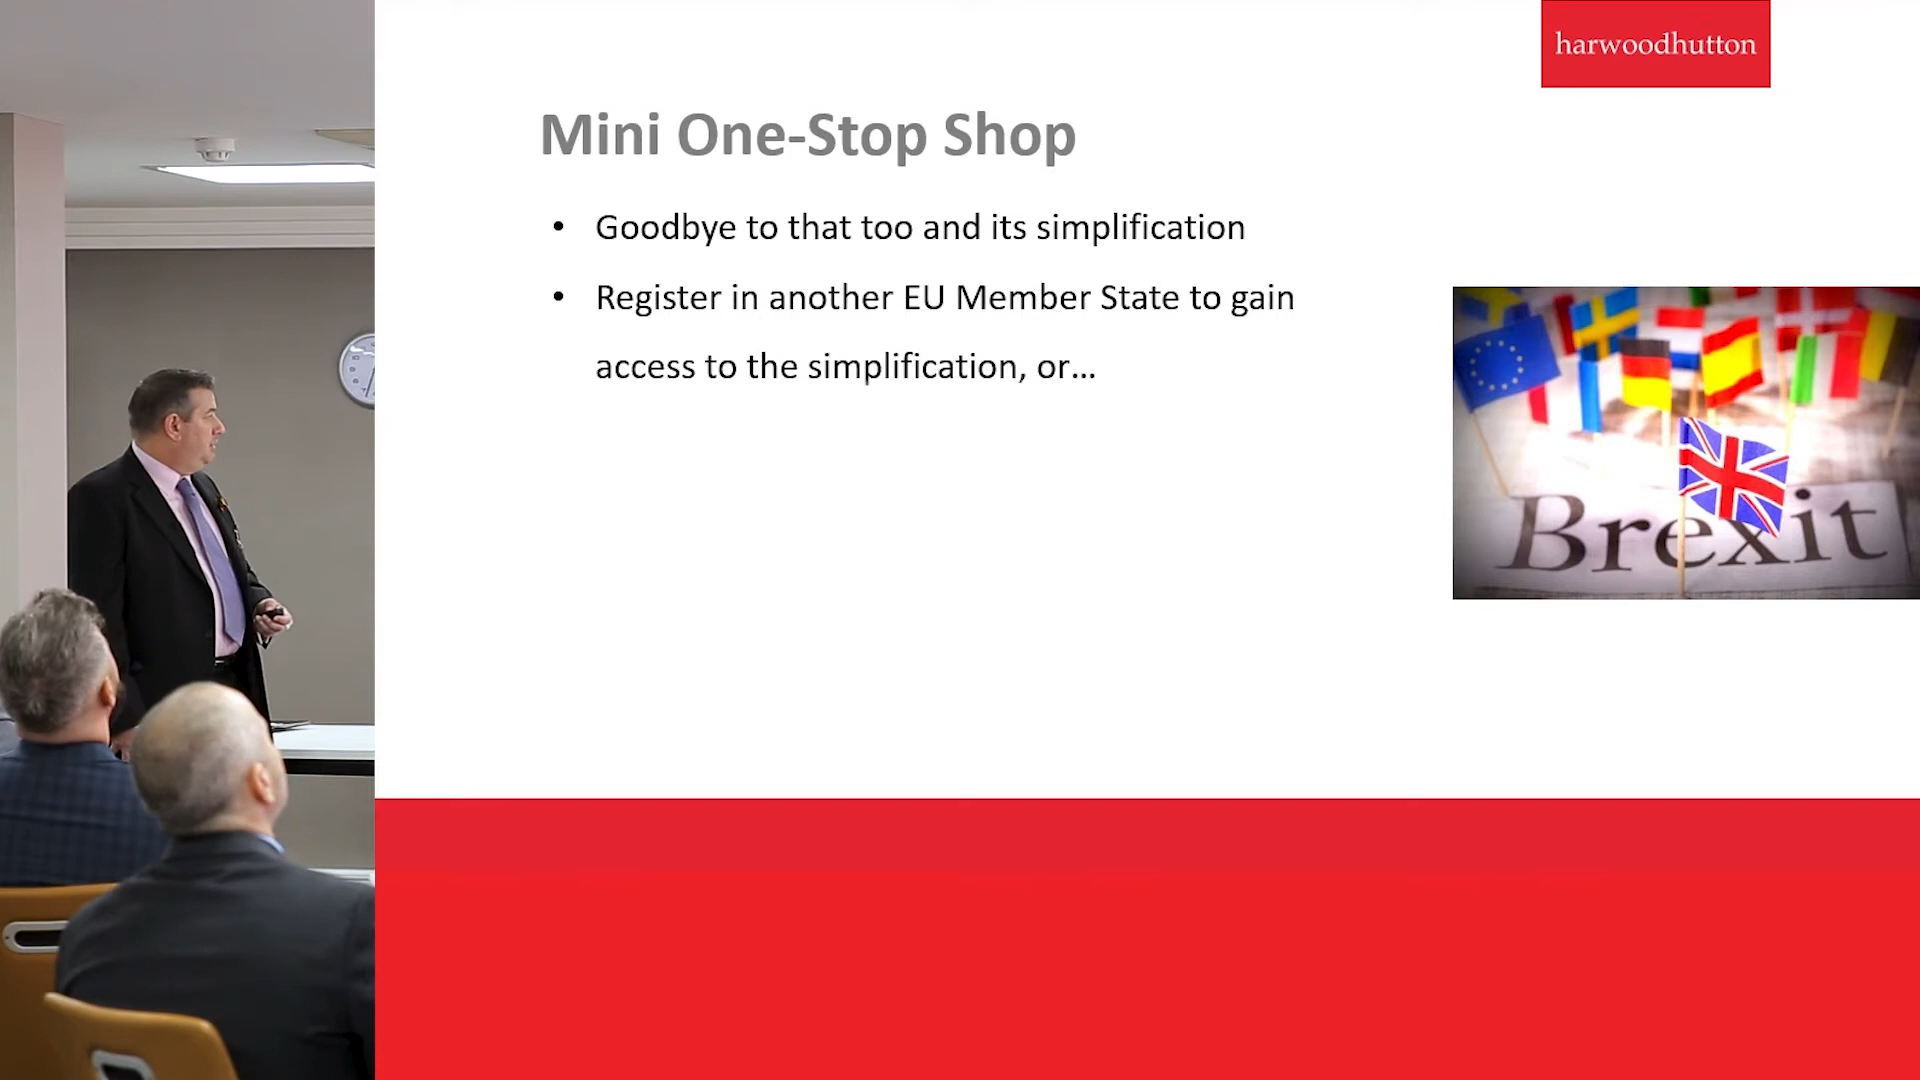 harwoodhutton
Mini One-Stop Shop
• Goodbye to that too and its simplification
• Register in another EU Member State to gain
access to the simplification, or...
Brexit